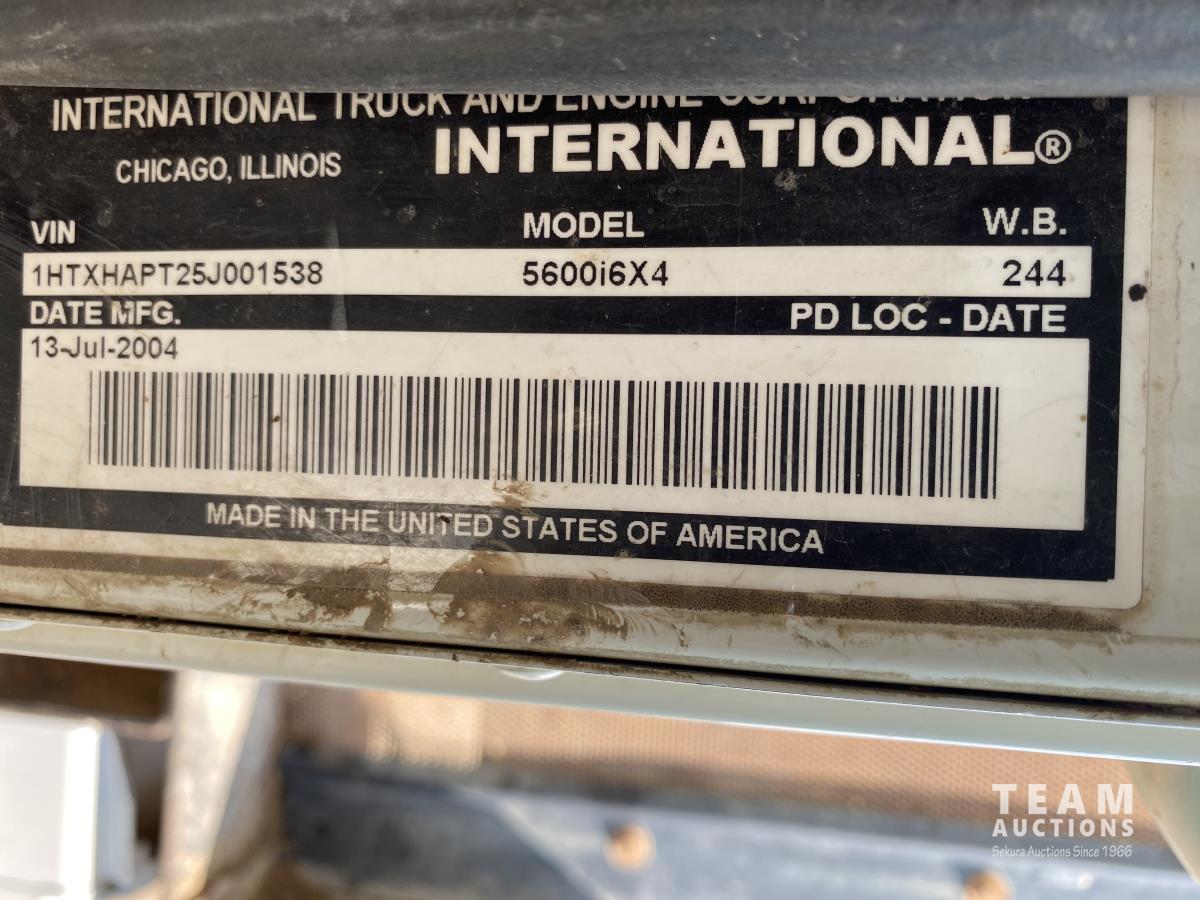 INTERNATIONAL TRUCK AND ENGINE CORPORATION
INTERNATIONAL®
CHICAGO, ILLINOIS
VIN MODEL W.B.
1HTXHAPT25J001538 5600i6X4 244
DATE MFG. PD LOC - DATE
13-Jul-2004
MADE IN THE UNITED STATES OF AMERICA
TEAM
AUCTIONS
Sekura Auctions Since 1966